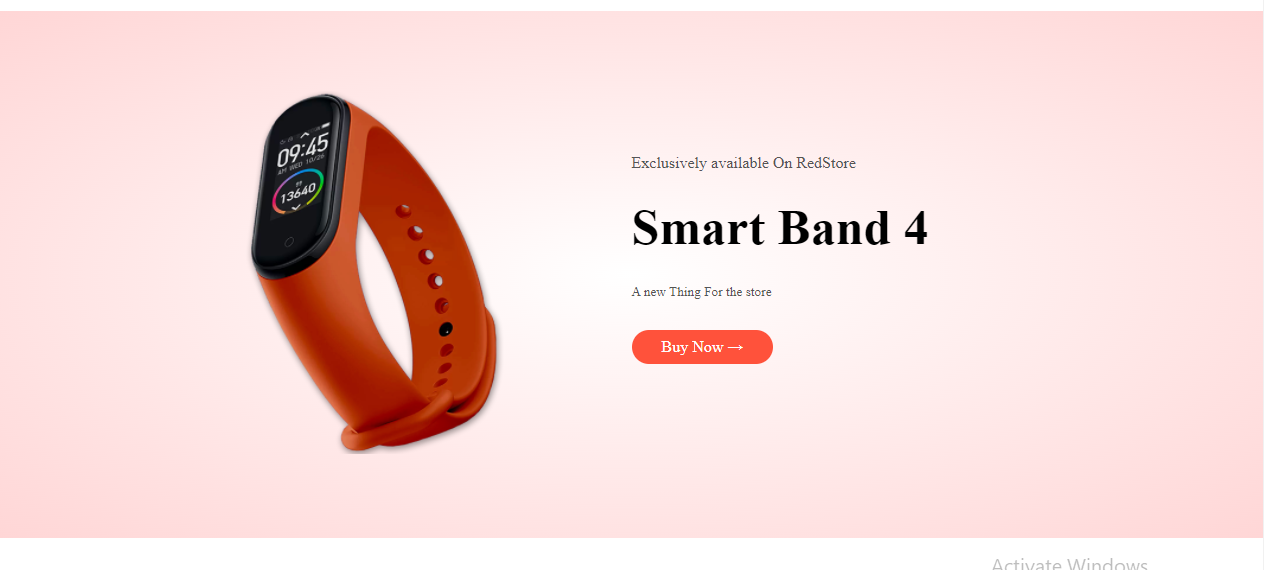 09:45
AM WED 10/26
13640
Exclusively available On RedStore
Smart Band 4
A new Thing For the store
Buy Now →
Activate Windows